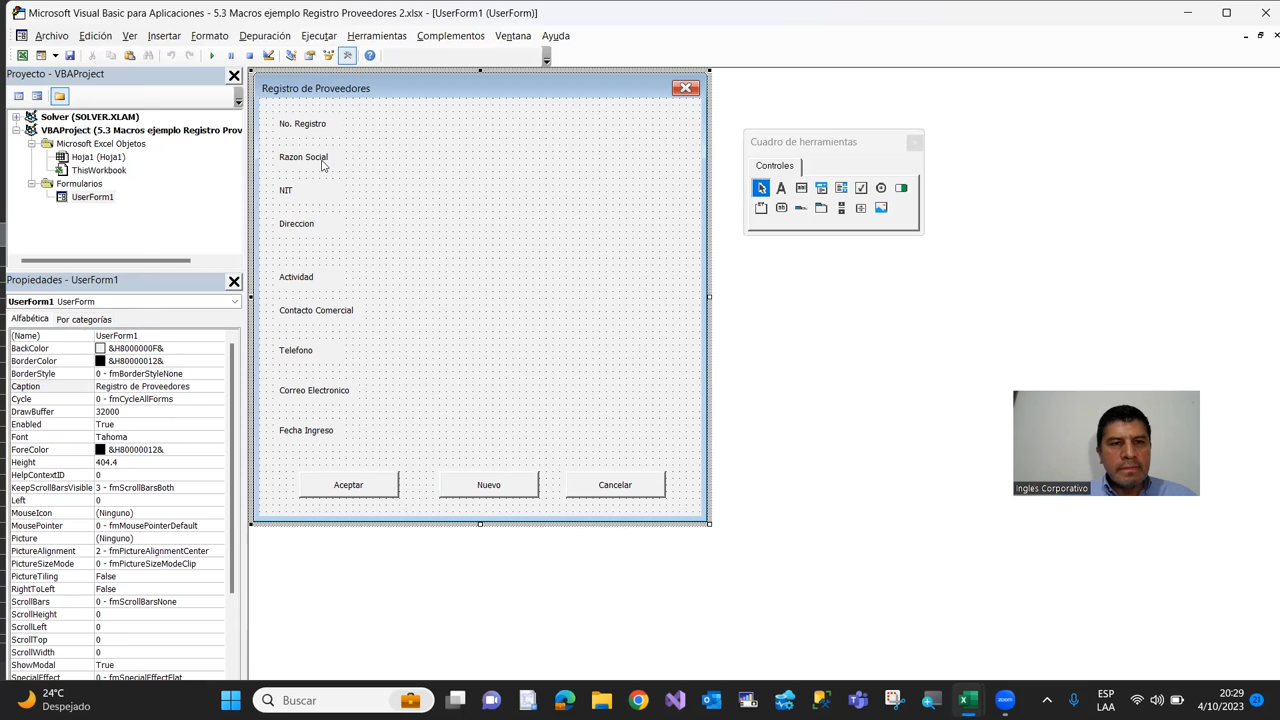 Microsoft Visual Basic para Aplicaciones - 5.3 Macros ejemplo Registro Proveedores 2.xlsx - [UserForm1 (UserForm)]
Archivo Edición Ver Insertar Formato Depuración Ejecutar Herramientas Complementos Ventana Ayuda
Proyecto - VBAProject
Solver (SOLVER.XLAM)
VBAProject (5.3 Macros ejemplo Registro Prov
Microsoft Excel Objetos
Hoja1 (Hoja1)
ThisWorkbook
Formularios
UserForm1
Propiedades - UserForm1
UserForm1 UserForm
Alfabética Por categorías
(Name) UserForm1
BackColor &H8000000F&
BorderColor &H80000012&
BorderStyle 0 - fmBorderStyleNone
Caption Registro de Proveedores
Cycle 0 - fmCycleAllForms
DrawBuffer 32000
Enabled True
Font Tahoma
ForeColor &H80000012&
Height 404.4
HelpContextID 0
KeepScrollBarsVisible 3 - fmScrollBarsBoth
Left 0
MouseIcon (Ninguno)
MousePointer 0 - fmMousePointerDefault
Picture (Ninguno)
PictureAlignment 2 - fmPictureAlignmentCenter
PictureSizeMode 0 - fmPictureSizeModeClip
PictureTiling False
RightToLeft False
ScrollBars 0 - fmScrollBarsNone
ScrollHeight 0
ScrollLeft 0
ScrollTop 0
ScrollWidth 0
ShowModal True
SpecialEffect 0 - fmSpecialEffectFlat
Registro de Proveedores
No. Registro
Razon Social
NIT
Direccion
Actividad
Contacto Comercial
Telefono
Correo Electronico
Fecha Ingreso
Aceptar Nuevo Cancelar
Cuadro de herramientas
Controles
Ingles Corporativo
24°C
Despejado
Buscar
ESP
LAA
20:29
4/10/2023